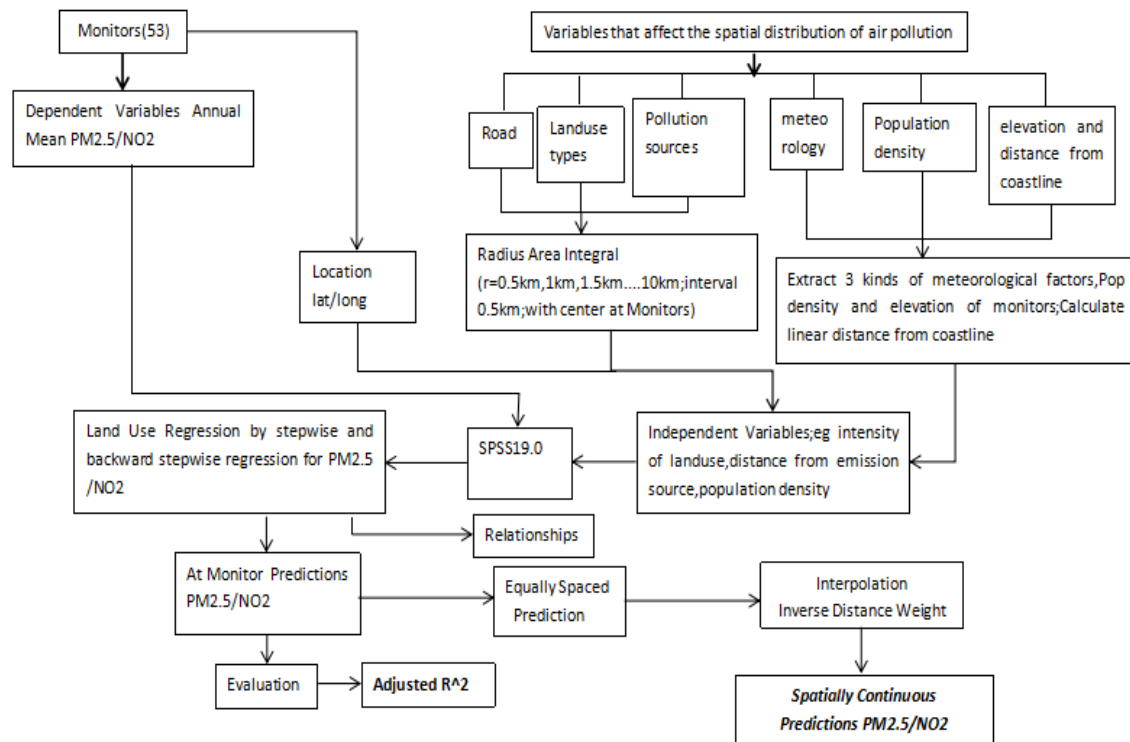 Monitors(53)
Variables that affect the spatial distribution of air pollution
Dependent Variables Annual
Mean PM2.5/NO2
Road
Landuse
types
Pollution
sources
meteo
rology
Population
density
elevation and
distance from
coastline
Location
lat/long
Radius Area Integral
(r=0.5km,1km,1.5km....10km;interval
0.5km;with center at Monitors)
Extract 3 kinds of meteorological factors,Pop
density and elevation of monitors;Calculate
linear distance from coastline
Land Use Regression by stepwise and
backward stepwise regression for PM2.5
/NO2
SPSS19.0
Independent Variables;eg intensity
of landuse,distance from emission
source,population density
Relationships
At Monitor Predictions
PM2.5/NO2
Equally Spaced
Prediction
Interpolation
Inverse Distance Weight
Evaluation
Adjusted R^2
Spatially Continuous
Predictions PM2.5/NO2